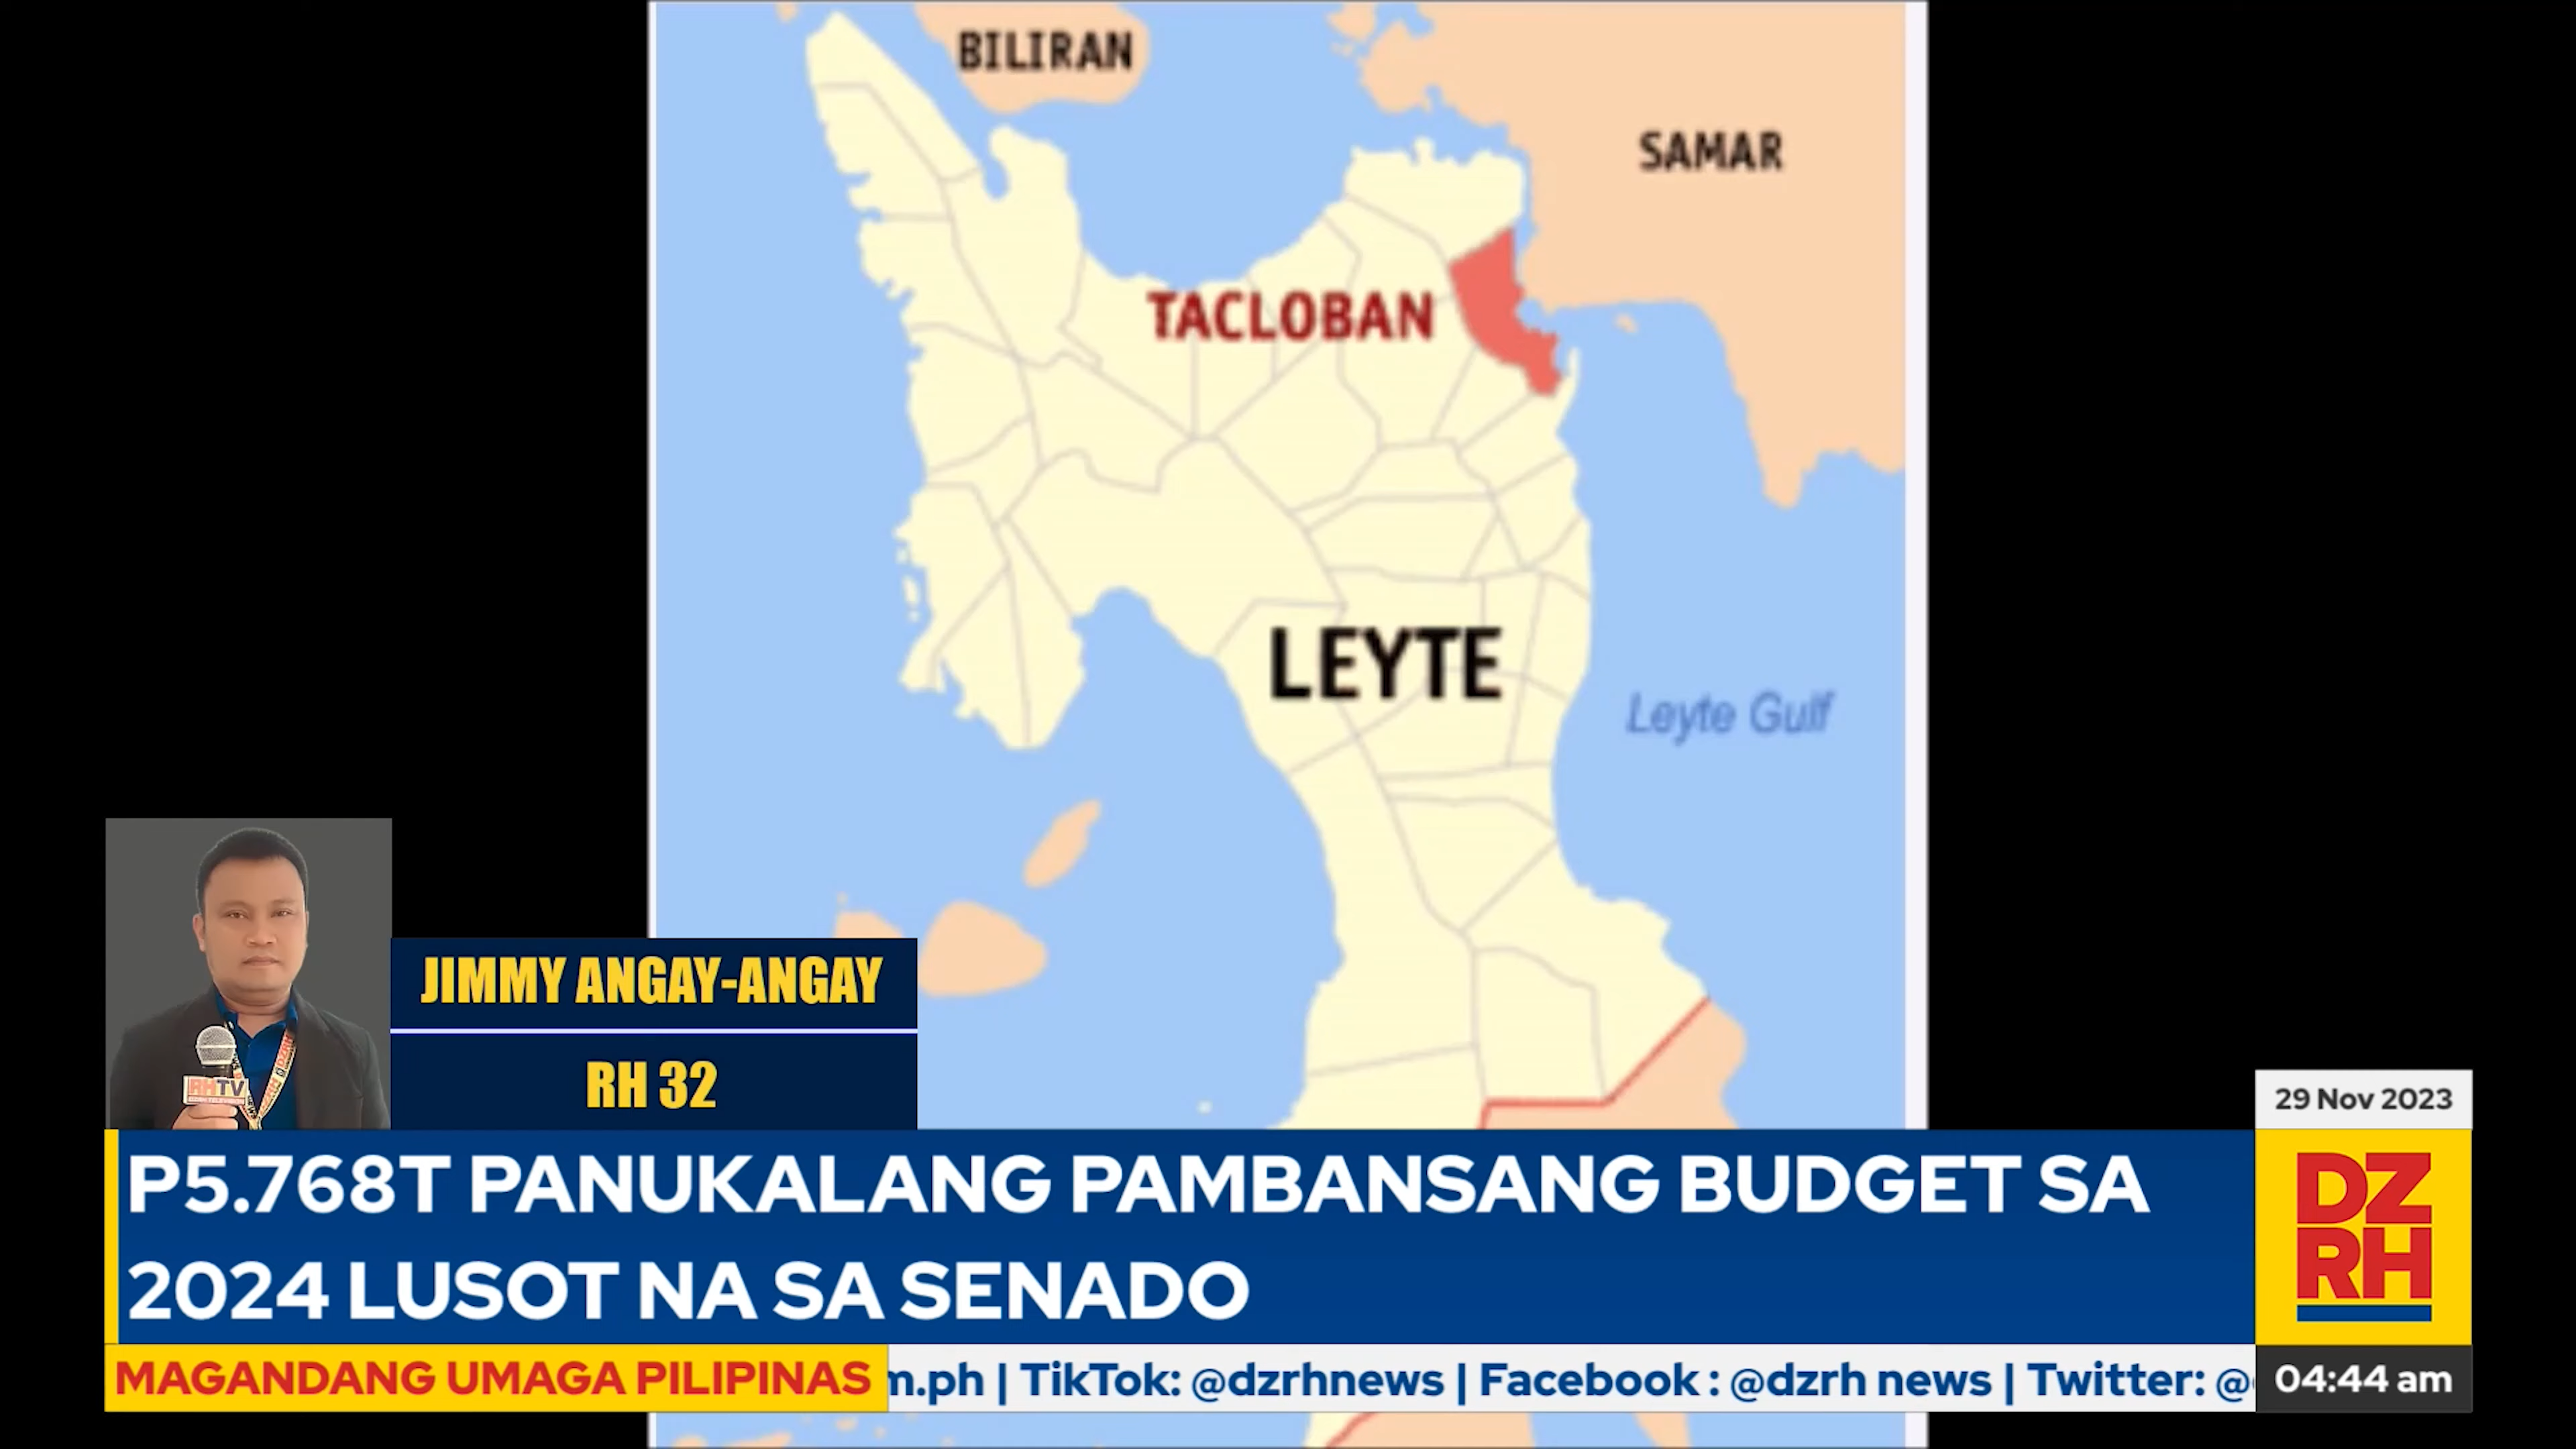 BILIRAN
SAMAR
TACLOBAN
LEYTE
Leyte Gulf
JIMMY ANGAY-ANGAY
RH 32
RHTV
29 Nov 2023
P5.768T PANUKALANG PAMBANSANG BUDGET SA
2024 LUSOT NA SA SENADO
DZ
RH
MAGANDANG UMAGA PILIPINAS
m.ph | TikTok: @dzrhnews | Facebook : @dzrh news | Twitter: @
04:44 am